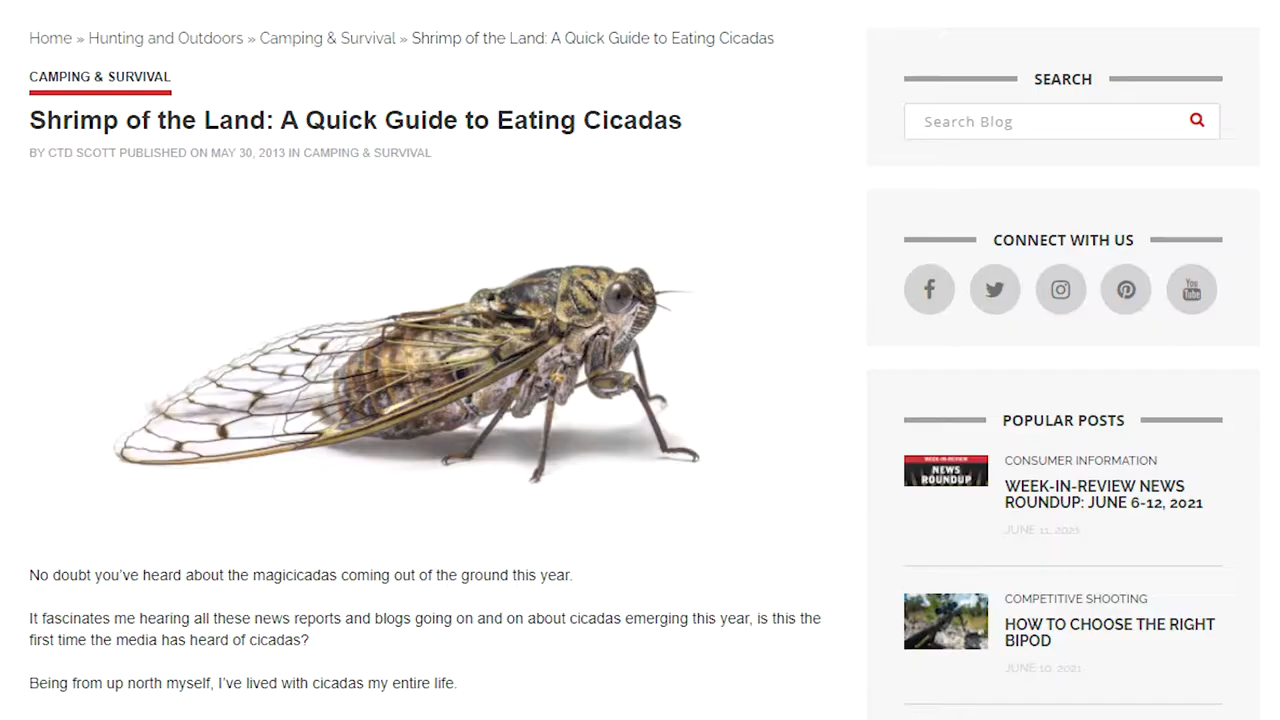 Home » Hunting and Outdoors » Camping & Survival » Shrimp of the Land: A Quick Guide to Eating Cicadas
CAMPING & SURVIVAL
Shrimp of the Land: A Quick Guide to Eating Cicadas
BY CTD SCOTT PUBLISHED ON MAY 30, 2013 IN CAMPING & SURVIVAL
No doubt you've heard about the magicicadas coming out of the ground this year.
It fascinates me hearing all these news reports and blogs going on and on about cicadas emerging this year, is this the
first time the media has heard of cicadas?
Being from up north myself, I've lived with cicadas my entire life.
SEARCH
Search Blog
CONNECT WITH US
You
Tube
POPULAR POSTS
WEEK-IN-REVIEW
NEWS
ROUNDUP
CONSUMER INFORMATION
WEEK-IN-REVIEW NEWS
ROUNDUP: JUNE 6-12, 2021
JUNE 11, 2021
COMPETITIVE SHOOTING
HOW TO CHOOSE THE RIGHT
BIPOD
JUNE 10, 2021